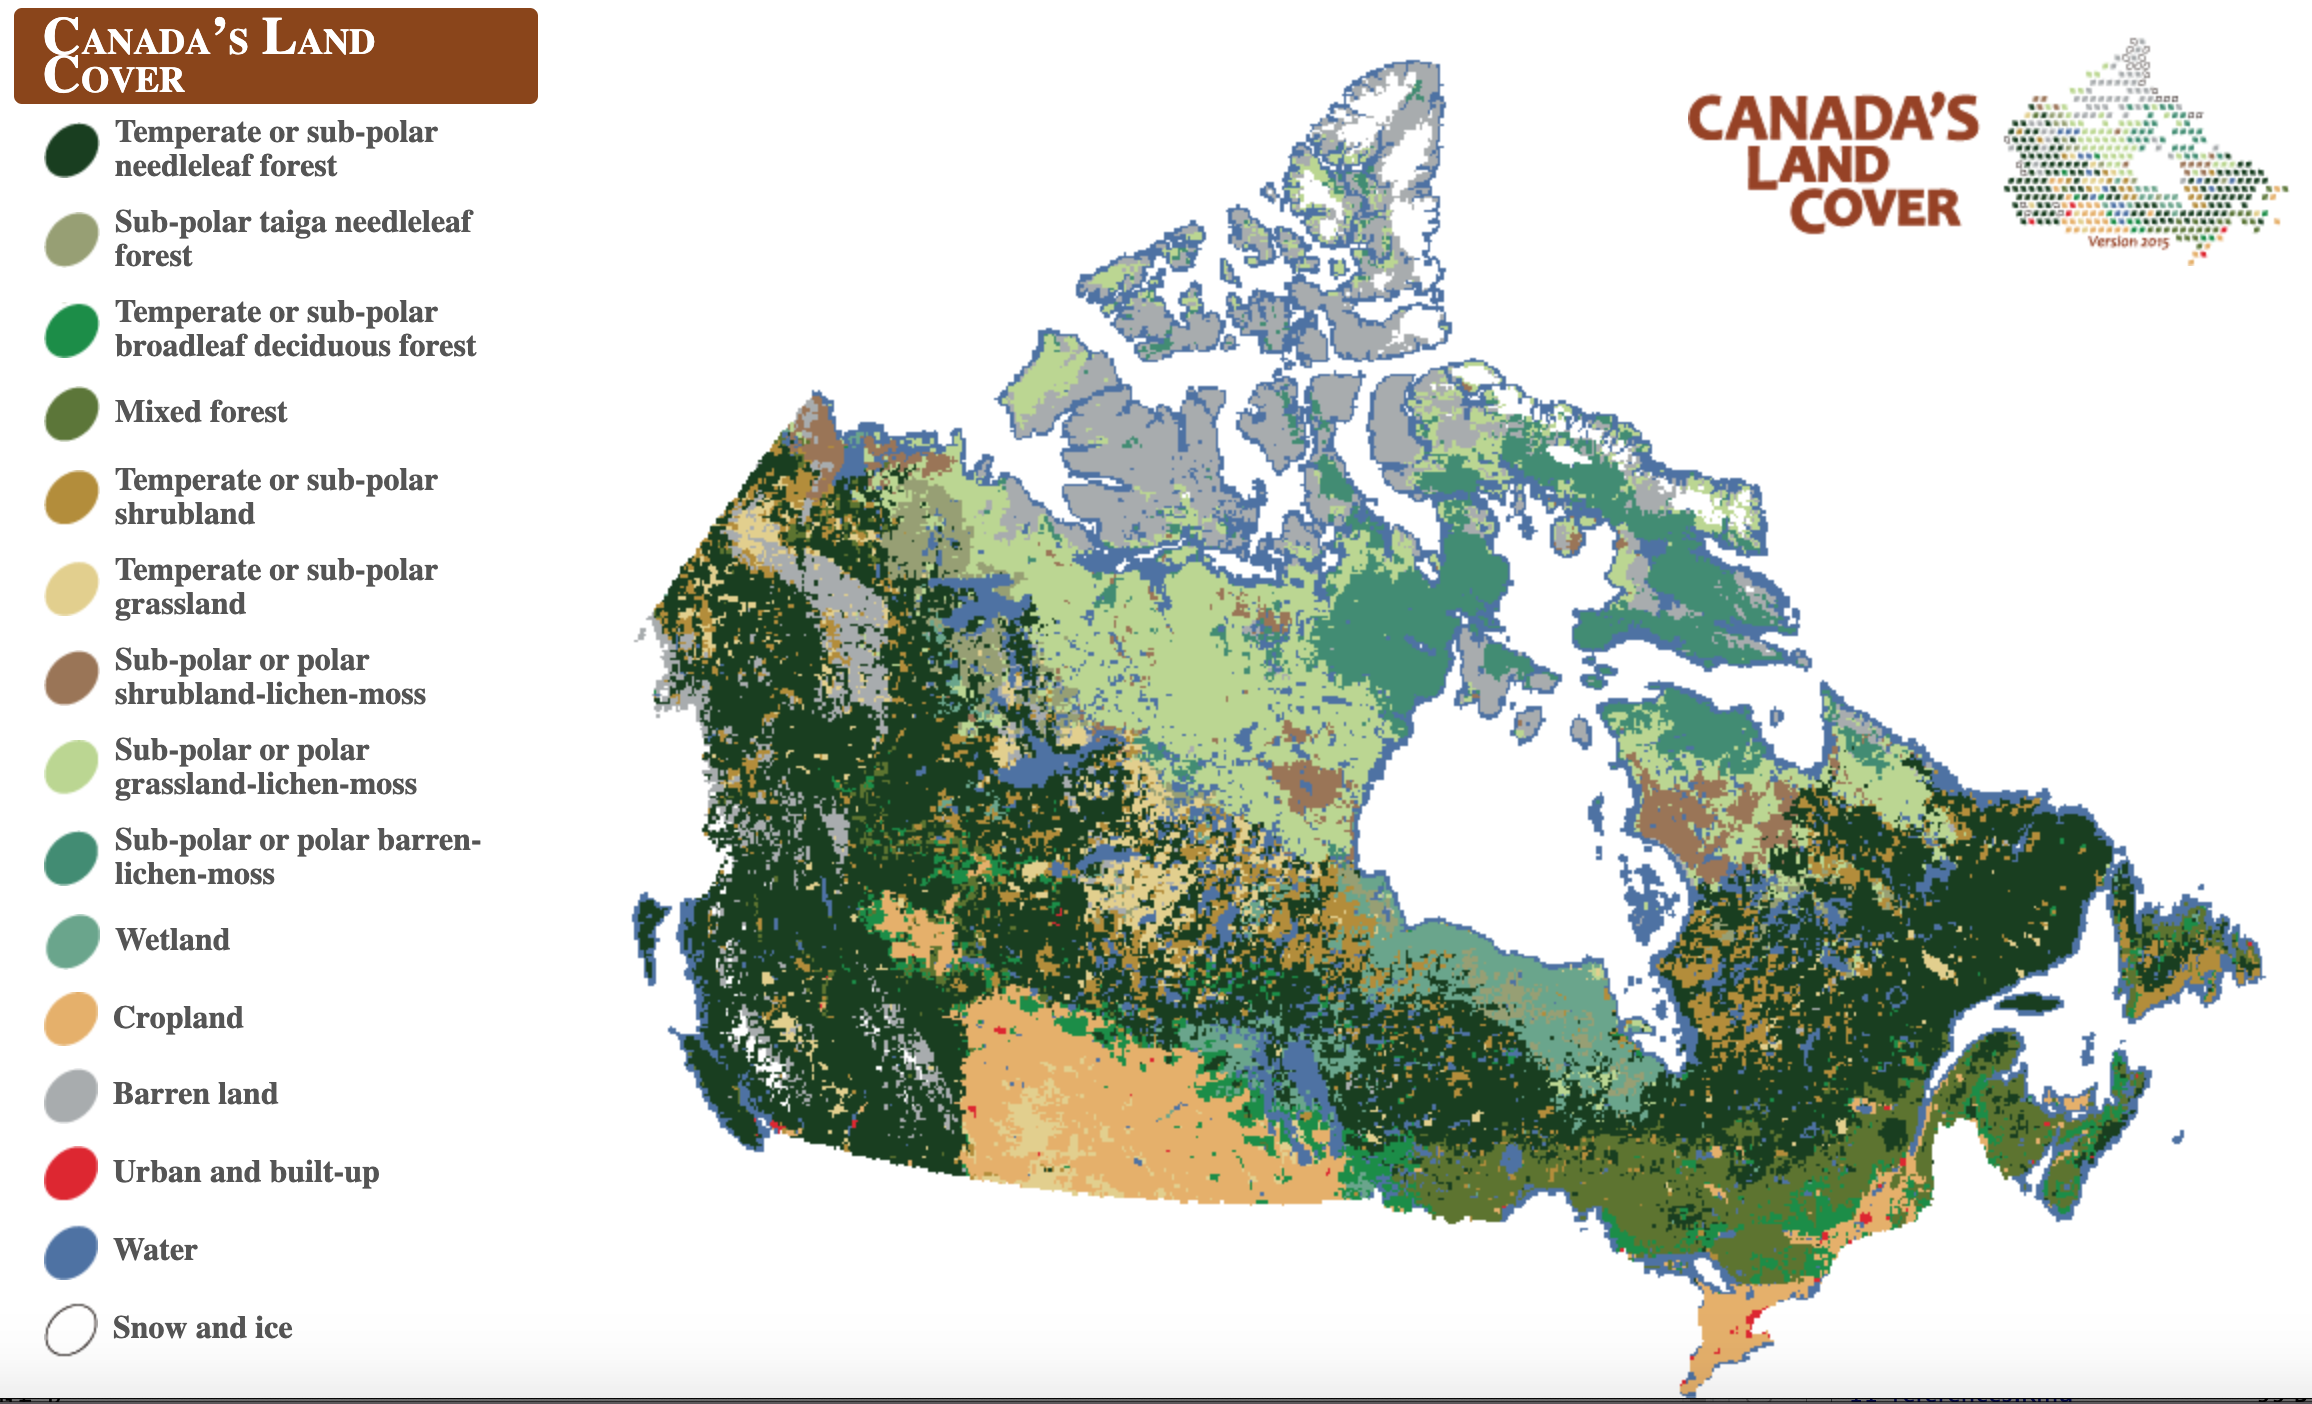 CANADA'S LAND
COVER
Temperate or sub-polar
needleleaf forest
Sub-polar taiga needleleaf
forest
Temperate or sub-polar
broadleaf deciduous forest
Mixed forest
Temperate or sub-polar
shrubland
Temperate or sub-polar
grassland
Sub-polar or polar
shrubland-lichen-moss
Sub-polar or polar
grassland-lichen-moss
Sub-polar or polar barren-
lichen-moss
Wetland
Cropland
Barren land
Urban and built-up
Water
Snow and ice
CANADA'S
LAND
COVER
Version 2015